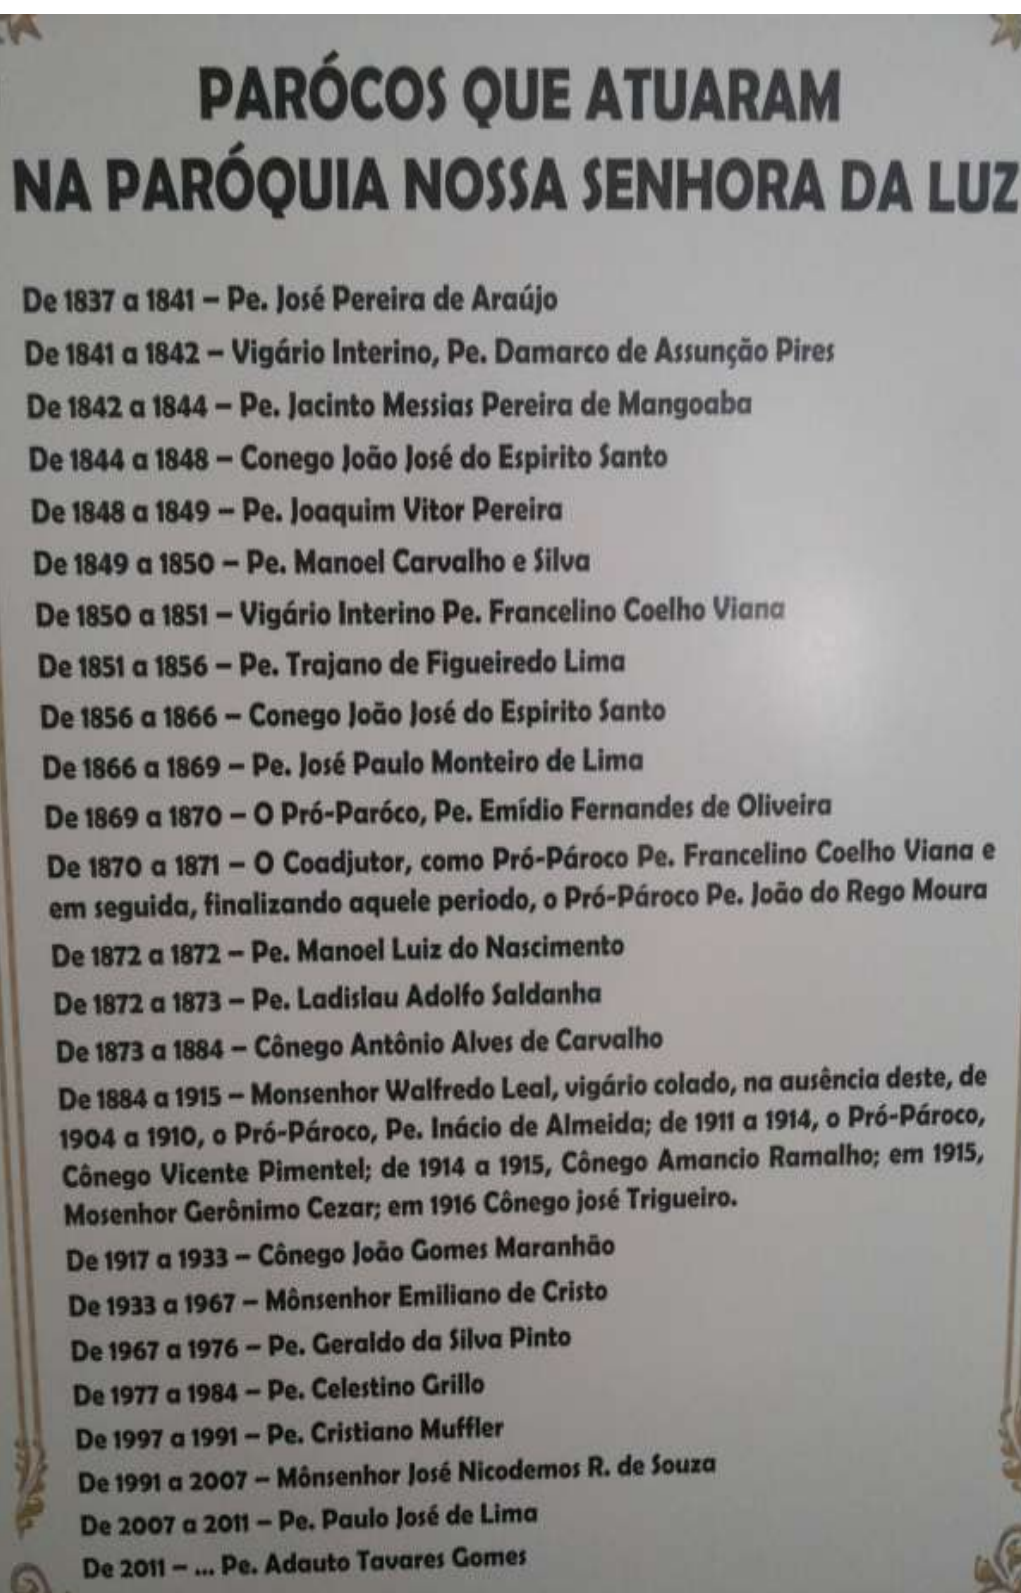 PARÓCOS QUE ATUARAM
NA PARÓQUIA NOSSA SENHORA DA LUZ
De 1837 a 1841 – Pe. José Pereira de Araújo
De 1841 a 1842 – Vigário Interino, Pe. Damarco de Assunção Pires
De 1842 a 1844 – Pe. Jacinto Messias Pereira de Mangoaba
De 1844 a 1848 – Conego João José do Espirito Santo
De 1848 a 1849 – Pe. Joaquim Vitor Pereira
De 1849 a 1850 – Pe. Manoel Carvalho e Silva
De 1850 a 1851 – Vigário Interino Pe. Francelino Coelho Viana
De 1851 a 1856 – Pe. Trajano de Figueiredo Lima
De 1856 a 1866 – Conego João José do Espirito Santo
De 1866 a 1869 – Pe. José Paulo Monteiro de Lima
De 1869 a 1870 – O Pró-Paróco, Pe. Emídio Fernandes de Oliveira
De 1870 a 1871 – O Coadjutor, como Pró-Pároco Pe. Francelino Coelho Viana e
em seguida, finalizando aquele periodo, o Pró-Pároco Pe. João do Rego Moura
De 1872 a 1872 – Pe. Manoel Luiz do Nascimento
De 1872 a 1873 – Pe. Ladislau Adolfo Saldanha
De 1873 a 1884 – Cônego Antônio Alves de Carvalho
De 1884 a 1915 – Monsenhor Walfredo Leal, vigário colado, na ausência deste, de
1904 a 1910, o Pró-Pároco, Pe. Inácio de Almeida; de 1911 a 1914, o Pró-Pároco,
Cônego Vicente Pimentel; de 1914 a 1915, Cônego Amancio Ramalho; em 1915,
Mosenhor Gerônimo Cezar; em 1916 Cônego josé Trigueiro.
De 1917 a 1933 – Cônego João Gomes Maranhão
De 1933 a 1967 – Mônsenhor Emiliano de Cristo
De 1967 a 1976 – Pe. Geraldo da Silva Pinto
De 1977 a 1984 – Pe. Celestino Grillo
De 1997 a 1991 – Pe. Cristiano Muffler
De 1991 a 2007 – Mônsenhor José Nicodemos R. de Souza
De 2007 a 2011 – Pe. Paulo José de Lima
De 2011 – ... Pe. Adauto Tavares Gomes